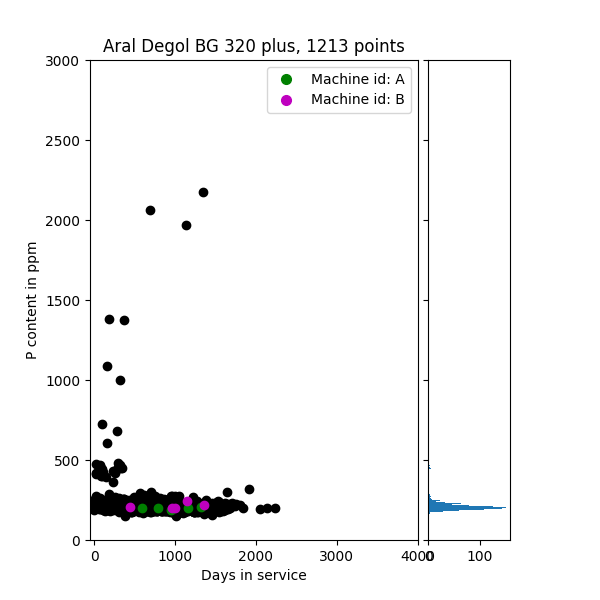 Aral Degol BG 320 plus, 1213 points
Machine id: A
Machine id: B
P content in ppm
3000
2500
2000
1500
1000
500
0
0 1000 2000 3000 4000
0 100
Days in service